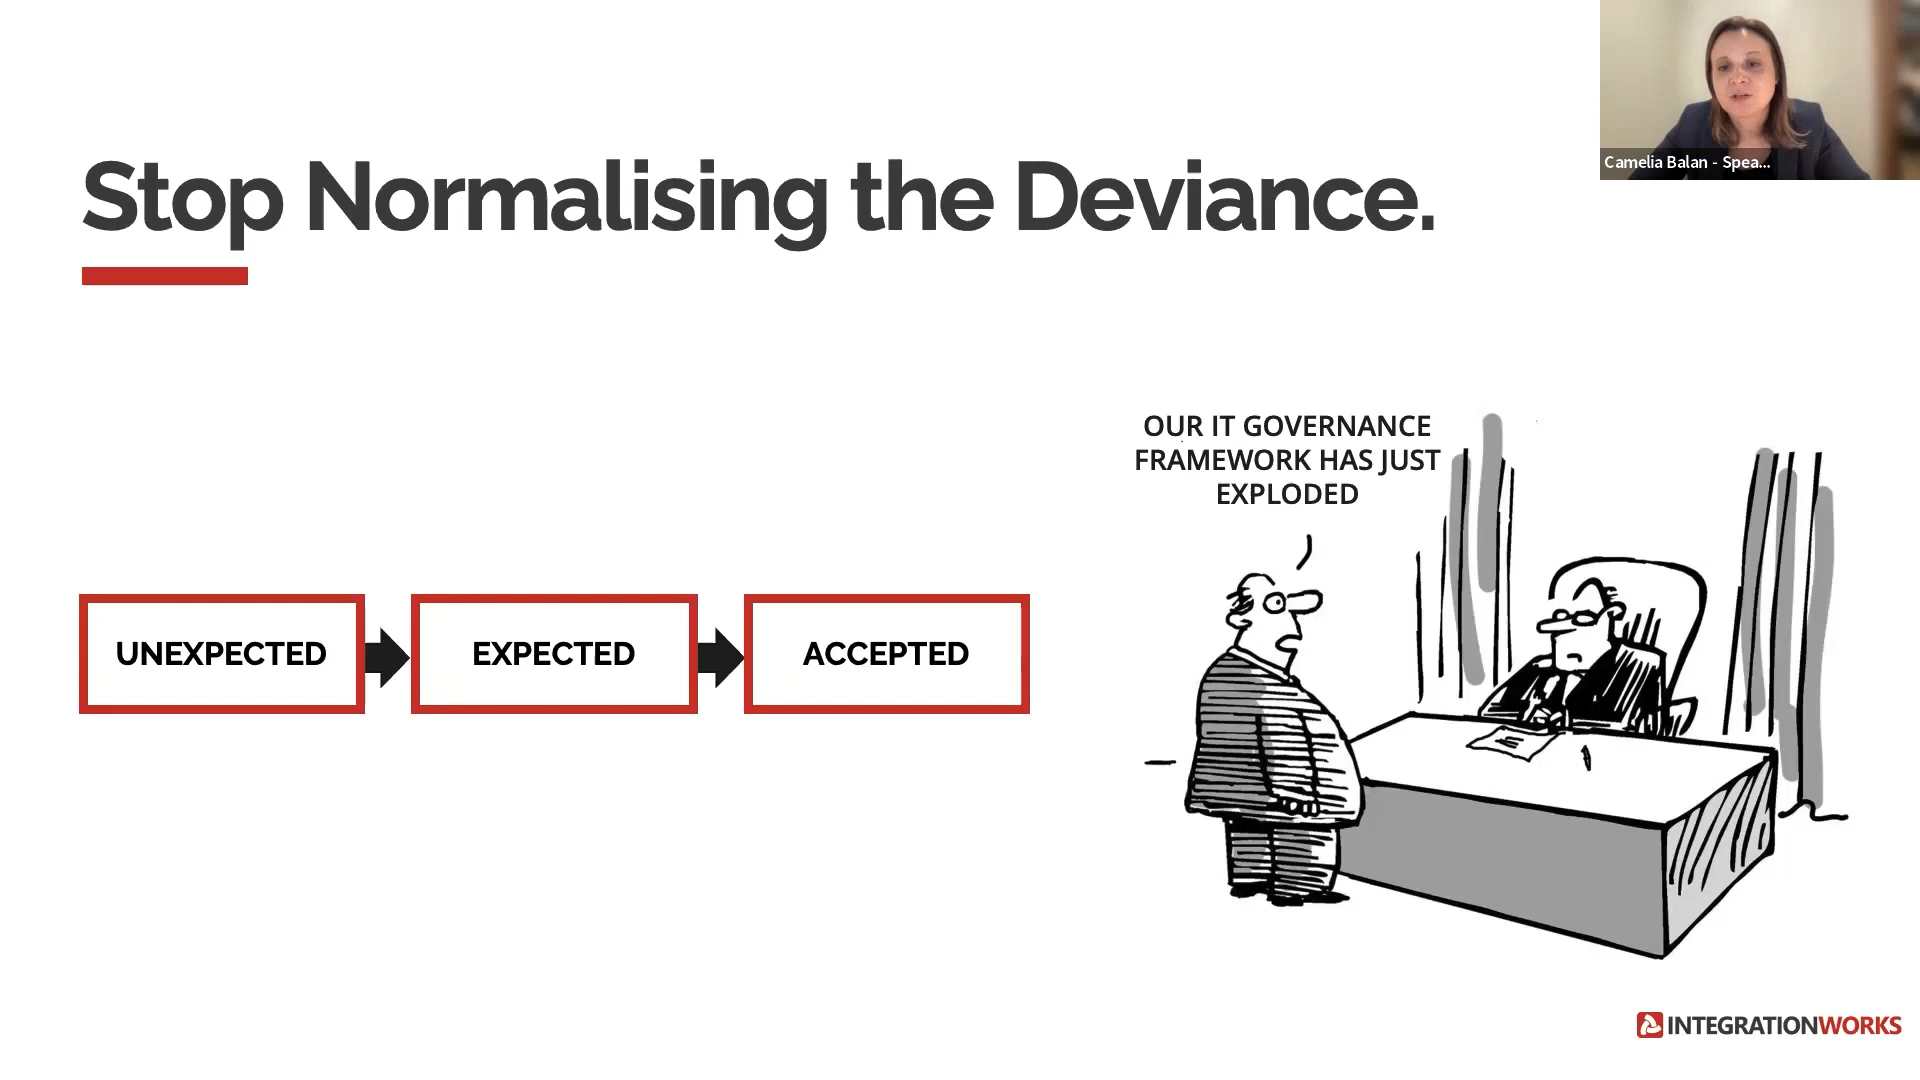 Camelia Balan - Spea...
Stop Normalising the Deviance.
OUR IT GOVERNANCE
FRAMEWORK HAS JUST
EXPLODED
UNEXPECTED
EXPECTED
ACCEPTED
INTEGRATIONWORKS